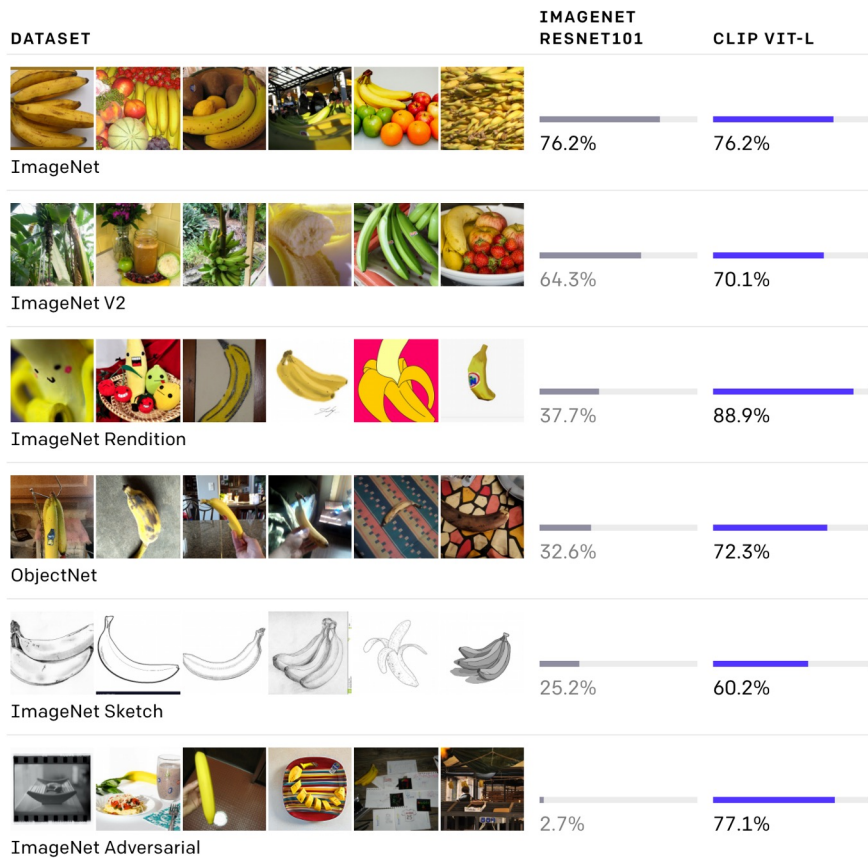 DATASET
IMAGENET
RESNET101
CLIP VIT-L
ImageNet
76.2%
76.2%
ImageNet V2
64.3%
70.1%
ImageNet Rendition
37.7%
88.9%
ObjectNet
32.6%
72.3%
ImageNet Sketch
25.2%
60.2%
ImageNet Adversarial
2.7%
77.1%